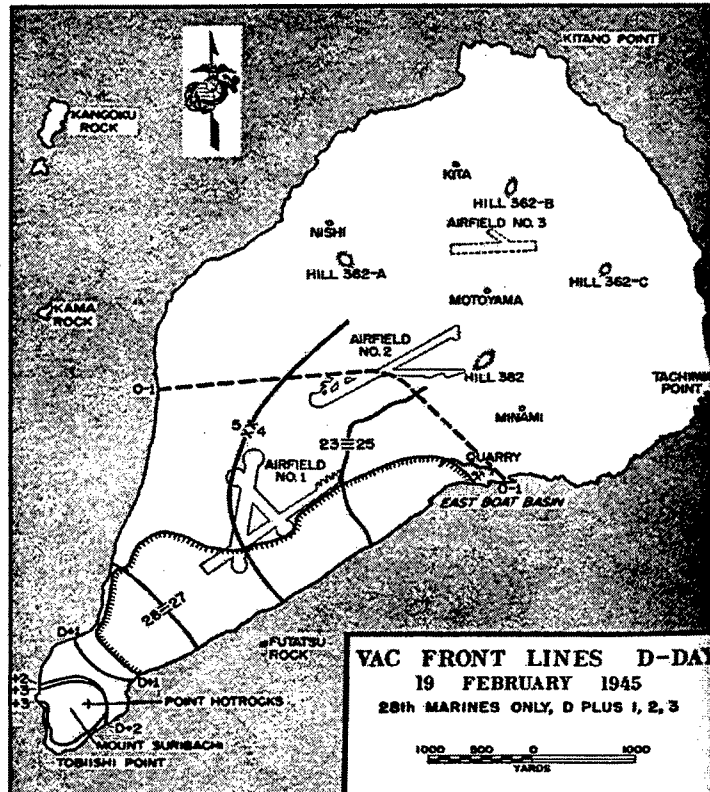 KITANO POINT
KANGOKU
ROCK
KITA
HILL 362-B
AIRFIELD NO. 3
NISHI
HILL 362-A
HILL 362-C
MOTOYAMA
KAMA
ROCK
AIRFIELD
NO. 2
HILL 382
O-1
TACHIIWA
POINT
MINAMI
5 XX 4
23 25
QUARRY
AIRFIELD
NO. 1
O-1
EAST BOAT BASIN
28 27
D+1
FUTATSU
ROCK
D+1
+2
+3
+3
POINT HOTROCKS
D+2
MOUNT SURIBACHI
TOBIISHI POINT
VAC FRONT LINES D-DAY
19 FEBRUARY 1945
28th MARINES ONLY, D PLUS 1, 2, 3
1000 500 0 1000
YARDS